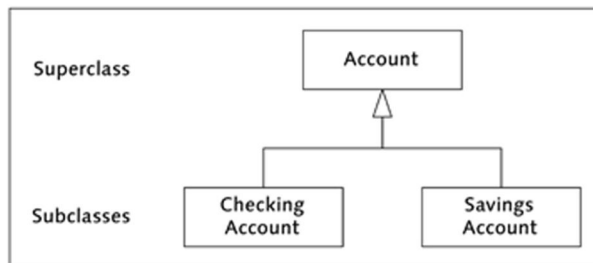 Superclass
Account
Subclasses
Checking
Account
Savings
Account